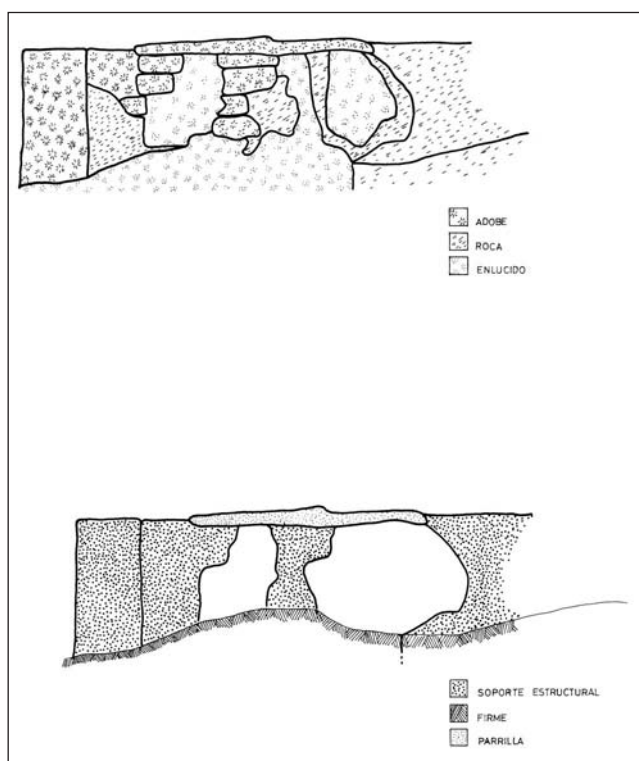 ADOBE
ROCA
ENLUCIDO
SOPORTE ESTRUCTURAL
FIRME
PARRILLA